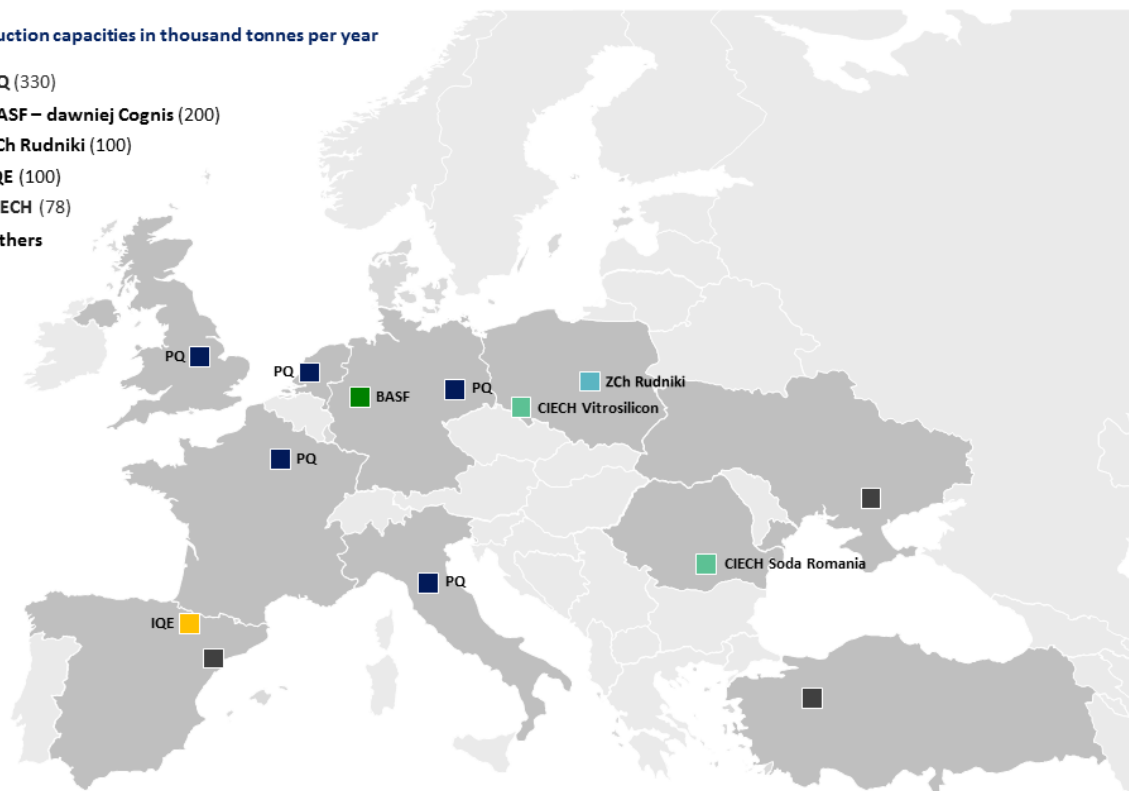 uction capacities in thousand tonnes per year
Q (330)
ASF – dawniej Cognis (200)
Ch Rudniki (100)
QE (100)
IECH (78)
thers
PQ
PQ
BASF
PQ
ZCh Rudniki
CIECH Vitrosilicon
PQ
CIECH Soda Romania
PQ
IQE